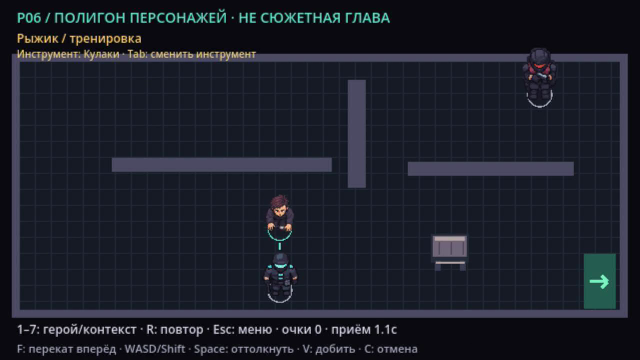 P06 / ПОЛИГОН ПЕРСОНАЖЕЙ · НЕ СЮЖЕТНАЯ ГЛАВА
Рыжик / тренировка
Инструмент: Кулаки · Tab: сменить инструмент
1–7: герой/контекст · R: повтор · Esc: меню · очки 0 · приём 1.1с
F: перекат вперёд · WASD/Shift · Space: оттолкнуть · V: добить · C: отмена